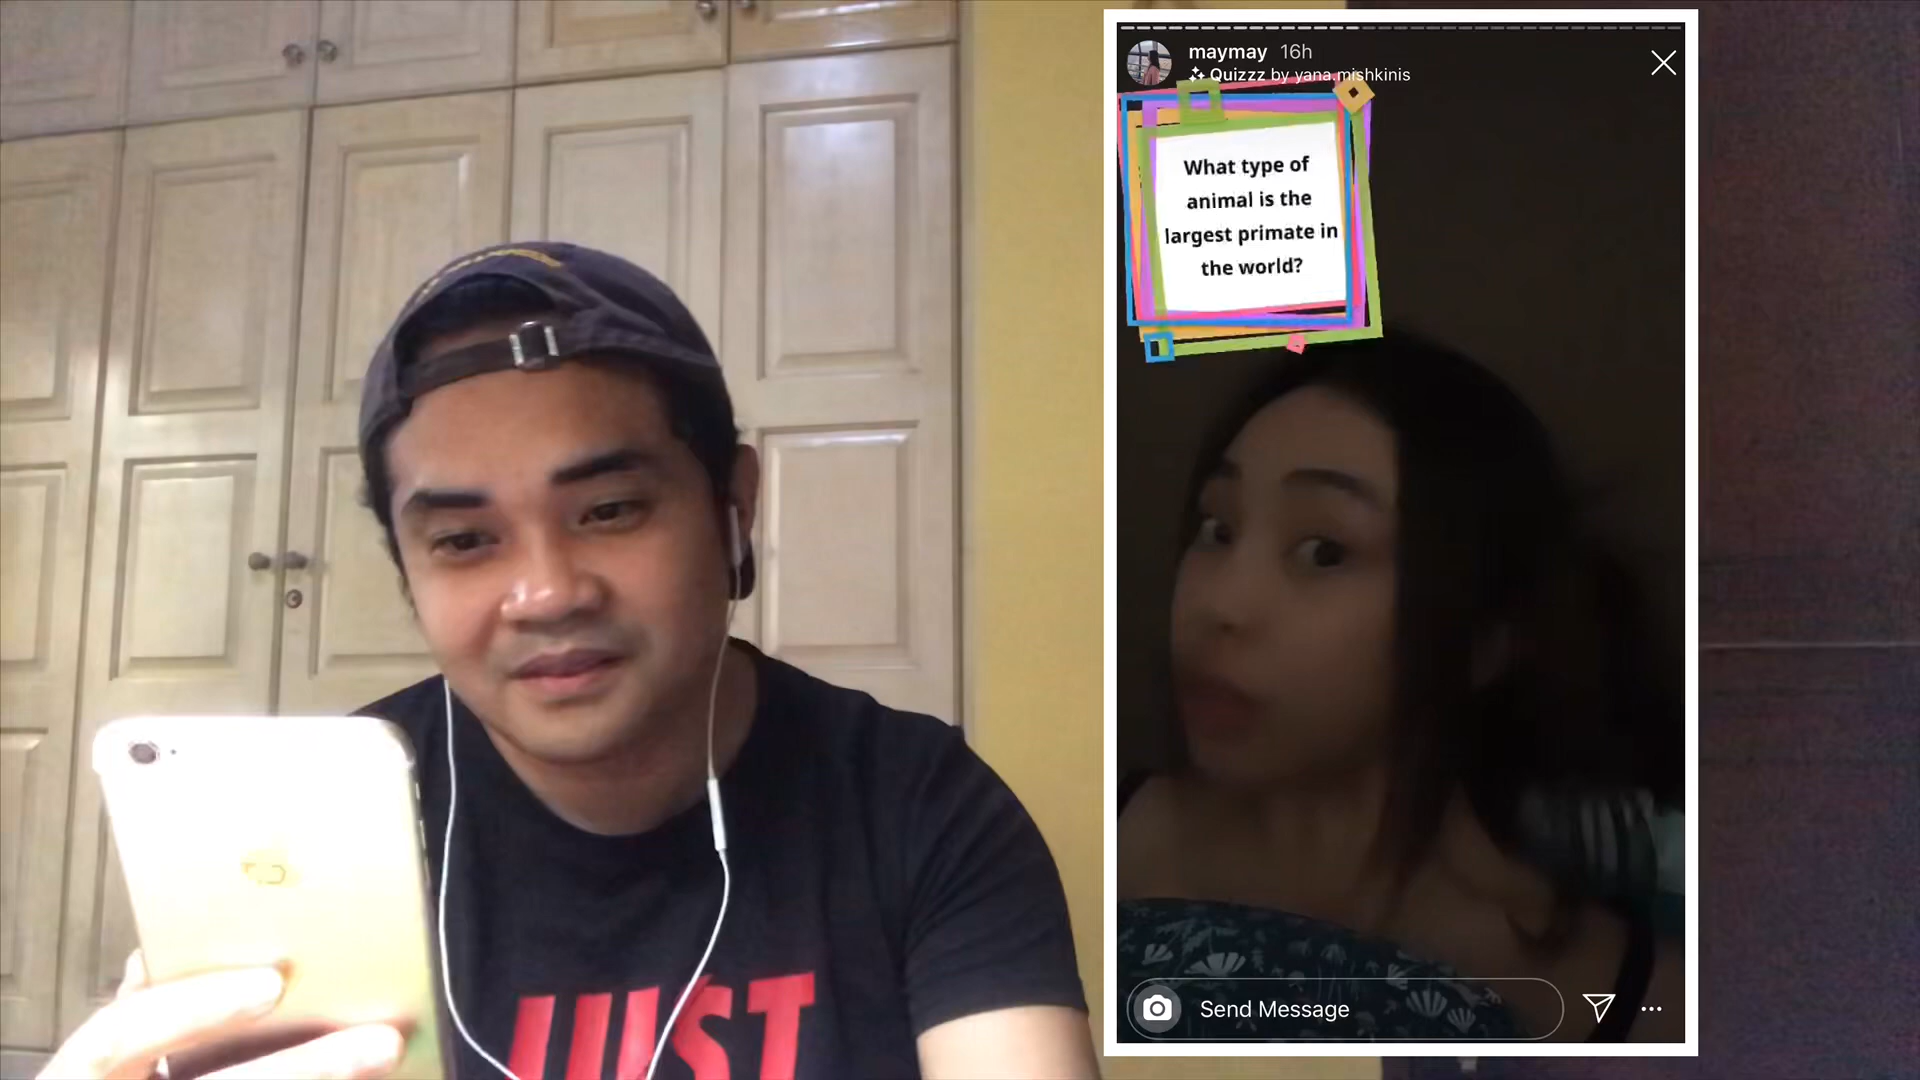 maymay 16h
Quizzz by yana.mishkinis
What type of
animal is the
largest primate in
the world?
Send Message
JUST